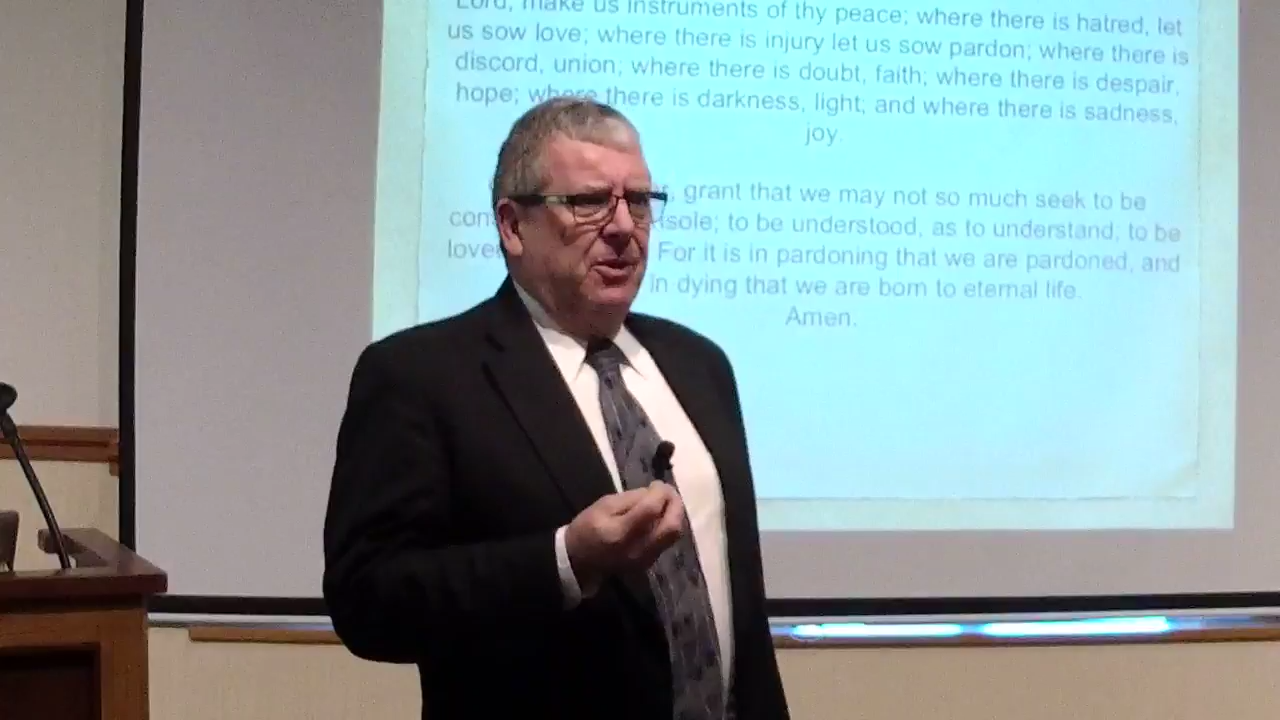 Lord, make us instruments of thy peace; where there is hatred, let
us sow love; where there is injury let us sow pardon; where there is
discord, union; where there is doubt, faith; where there is despair,
hope; where there is darkness, light; and where there is sadness,
joy.
grant that we may not so much seek to be
to be understood, as to understand; to be
For it is in pardoning that we are pardoned, and
in dying that we are born to eternal life.
Amen.